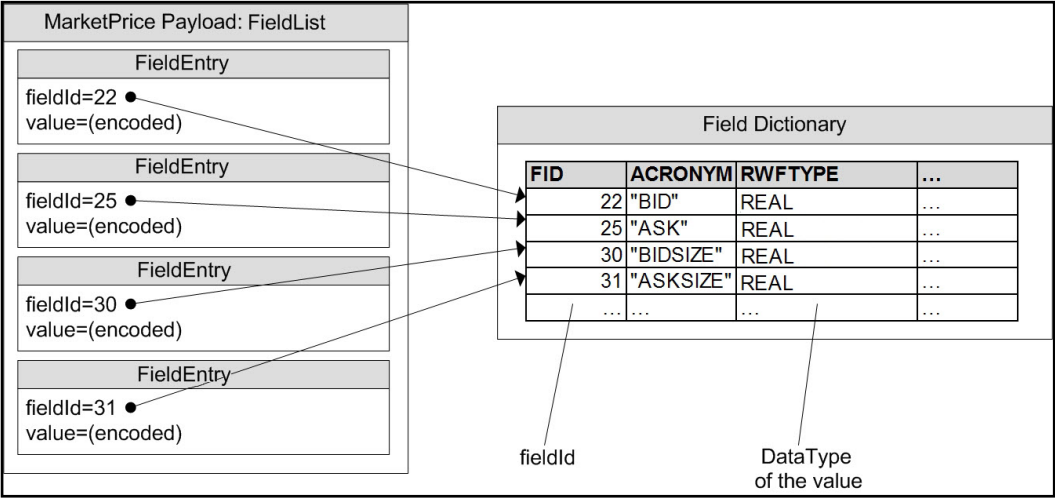 MarketPrice Payload: FieldList
FieldEntry
fieldId=22
value=(encoded)
FieldEntry
fieldId=25
value=(encoded)
FieldEntry
fieldId=30
value=(encoded)
FieldEntry
fieldId=31
value=(encoded)
Field Dictionary
FID ACRONYM RWFTYPE ...
22 "BID" REAL ...
25 "ASK" REAL ...
30 "BIDSIZE" REAL ...
31 "ASKSIZE" REAL ...
... ... ... ...
fieldId
DataType
of the value